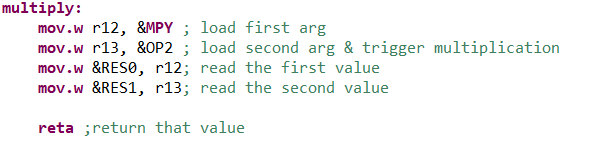 multiply:
mov.w r12, &MPY ; load first arg
mov.w r13, &OP2 ; load second arg & trigger multiplication
mov.w &RES0, r12; read the first value
mov.w &RES1, r13; read the second value
reta ;return that value